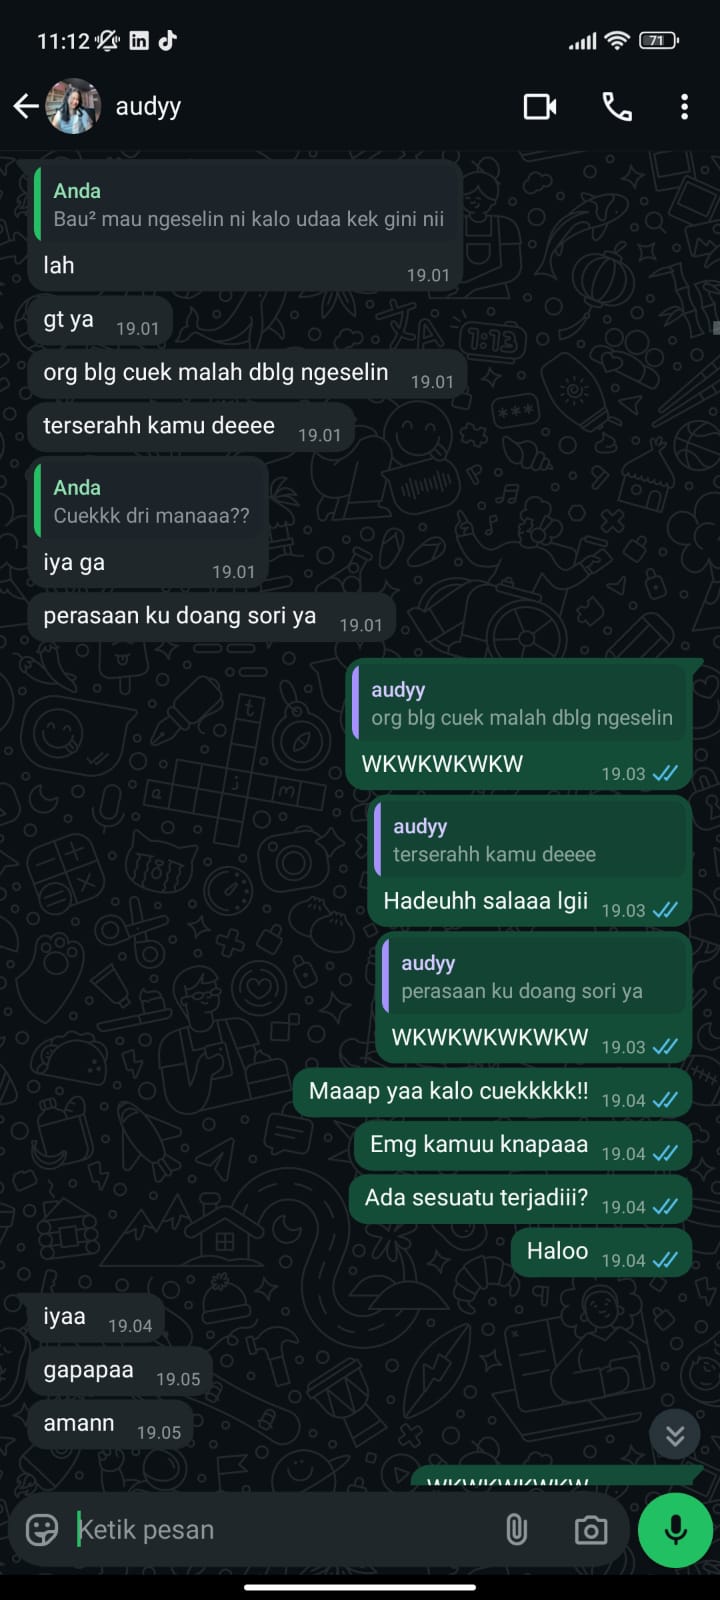 11:12
71
audyy
Anda
Bau² mau ngeselin ni kalo udaa kek gini nii
lah
19.01
gt ya 19.01
org blg cuek malah dblg ngeselin 19.01
terserahh kamu deeee 19.01
Anda
Cuekkk dri manaaa??
iya ga 19.01
perasaan ku doang sori ya 19.01
audyy
org blg cuek malah dblg ngeselin
WKWKWKWKW 19.03
audyy
terserahh kamu deeee
Hadeuhh salaaa lgii 19.03
audyy
perasaan ku doang sori ya
WKWKWKWKWKW 19.03
Maaap yaa kalo cuekkkkk!! 19.04
Emg kamuu knapaaa 19.04
Ada sesuatu terjadiii? 19.04
Haloo 19.04
iyaa 19.04
gapapaa 19.05
amann 19.05
WKWKWKWKWKW
Ketik pesan